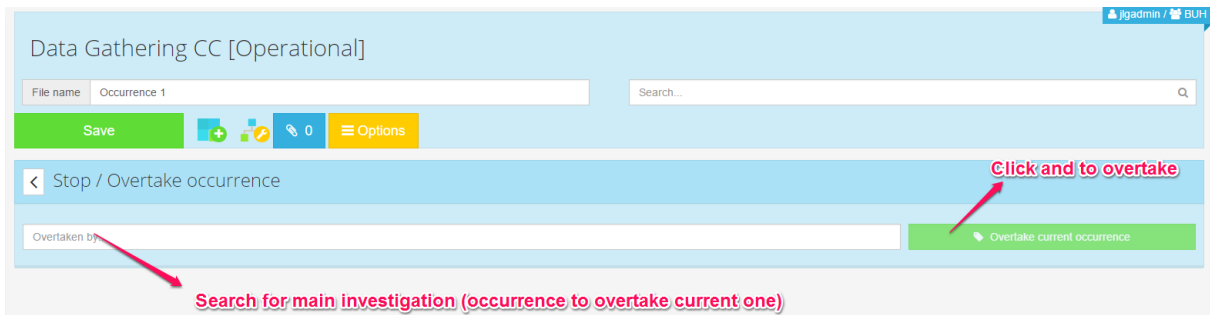 jlgadmin / BUH
Data Gathering CC [Operational]
File name Occurrence 1 Search...
Save 0 Options
Stop / Overtake occurrence
Click and to overtake
Overtaken by Overtake current occurrence
Search for main investigation (occurrence to overtake current one)